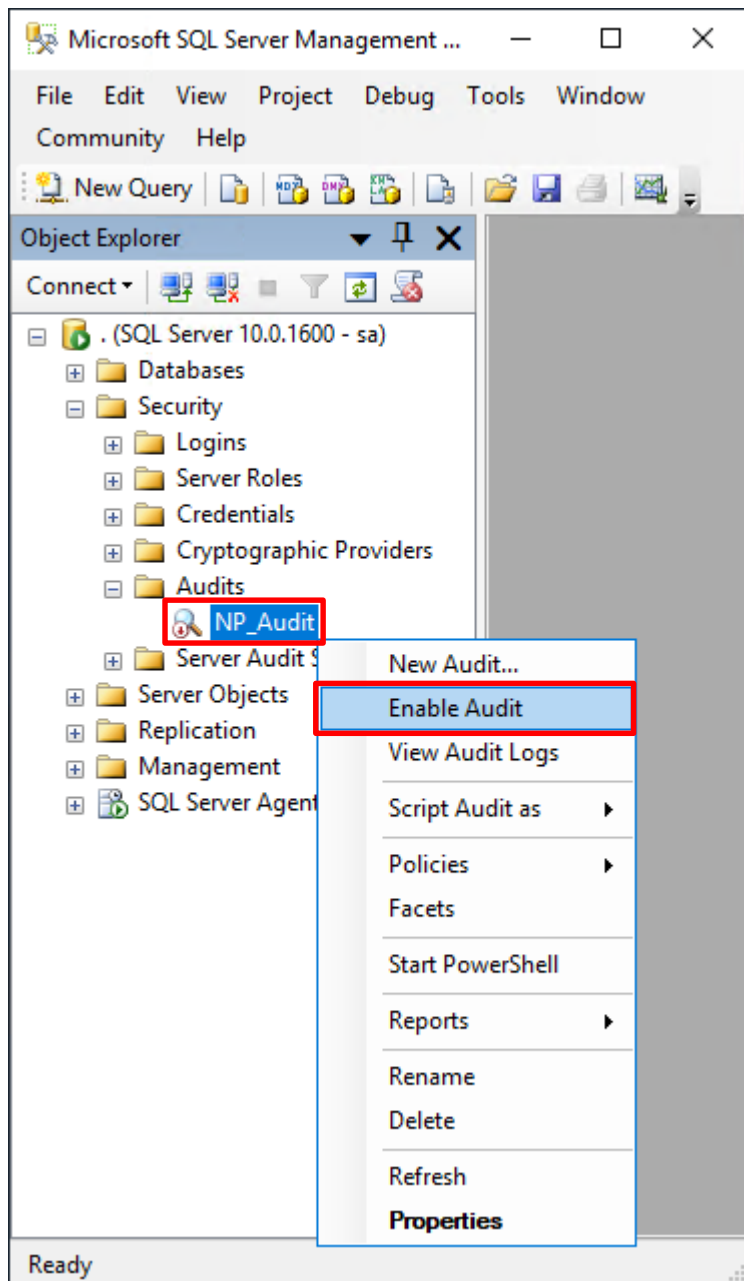 Microsoft SQL Server Management ...
File Edit View Project Debug Tools Window
Community Help
New Query
Object Explorer
Connect
. (SQL Server 10.0.1600 - sa)
Databases
Security
Logins
Server Roles
Credentials
Cryptographic Providers
Audits
NP_Audit
Server Audit
Server Objects
Replication
Management
SQL Server Agent
New Audit...
Enable Audit
View Audit Logs
Script Audit as
Policies
Facets
Start PowerShell
Reports
Rename
Delete
Refresh
Properties
Ready